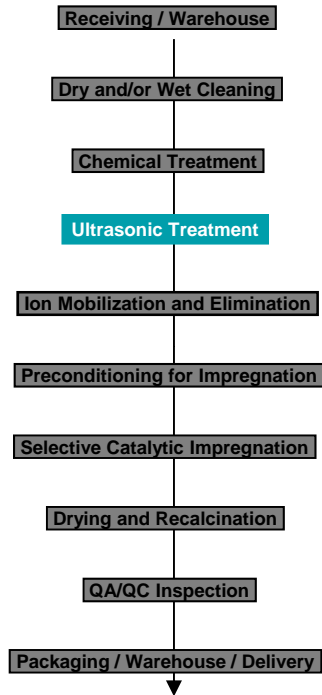 Receiving / Warehouse
Dry and/or Wet Cleaning
Chemical Treatment
Ultrasonic Treatment
Ion Mobilization and Elimination
Preconditioning for Impregnation
Selective Catalytic Impregnation
Drying and Recalcination
QA/QC Inspection
Packaging / Warehouse / Delivery